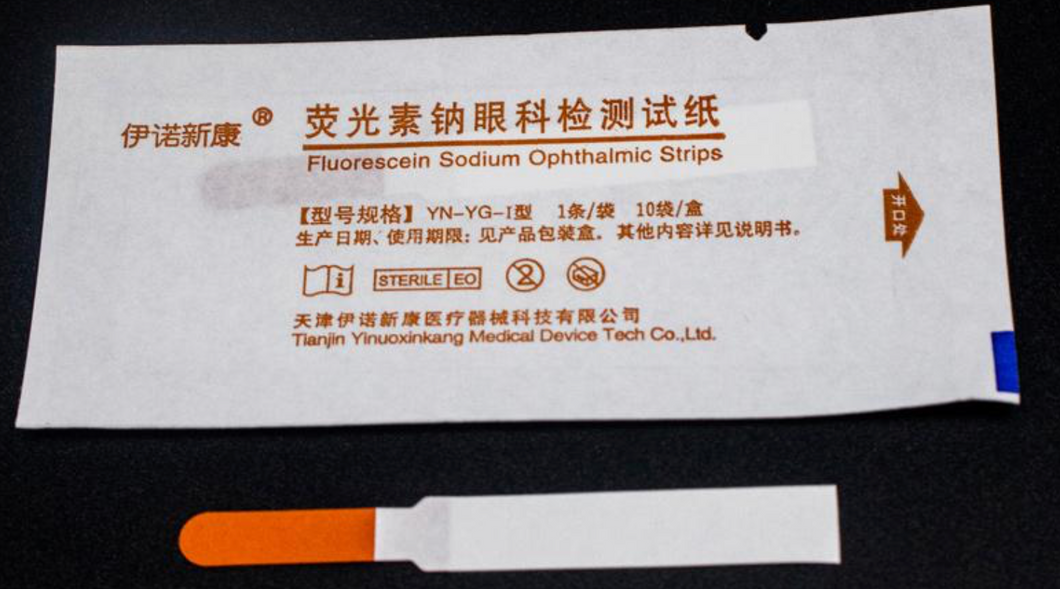 伊诺新康®
荧光素钠眼科检测试纸
Fluorescein Sodium Ophthalmic Strips
【型号规格】 YN-YG-I型 1条/袋 10袋/盒
生产日期、使用期限：见产品包装盒。其他内容详见说明书。
i STERILE EO 2
天津伊诺新康医疗器械科技有限公司
Tianjin Yinuoxinkang Medical Device Tech Co.,Ltd.
开口处